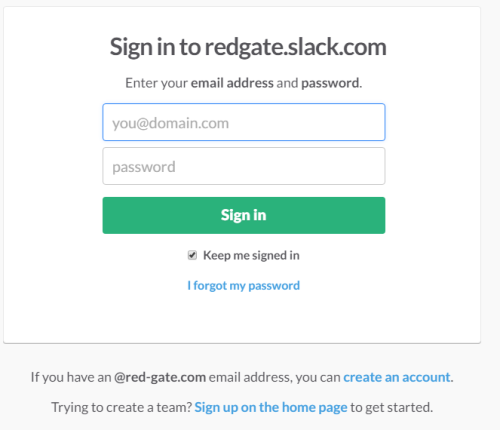 Sign in to redgate.slack.com
Enter your email address and password.
you@domain.com
password
Sign in
Keep me signed in
I forgot my password
If you have an @red-gate.com email address, you can create an account.
Trying to create a team? Sign up on the home page to get started.